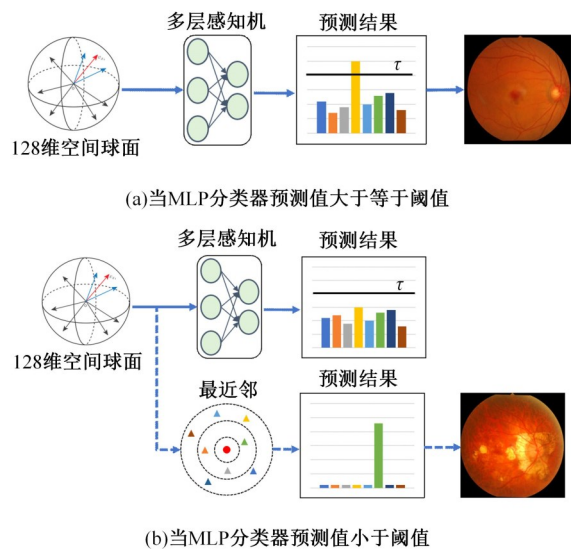 多层感知机
预测结果
τ
128维空间球面
(a)当MLP分类器预测值大于等于阈值
多层感知机
预测结果
τ
128维空间球面
最近邻
预测结果
(b)当MLP分类器预测值小于阈值